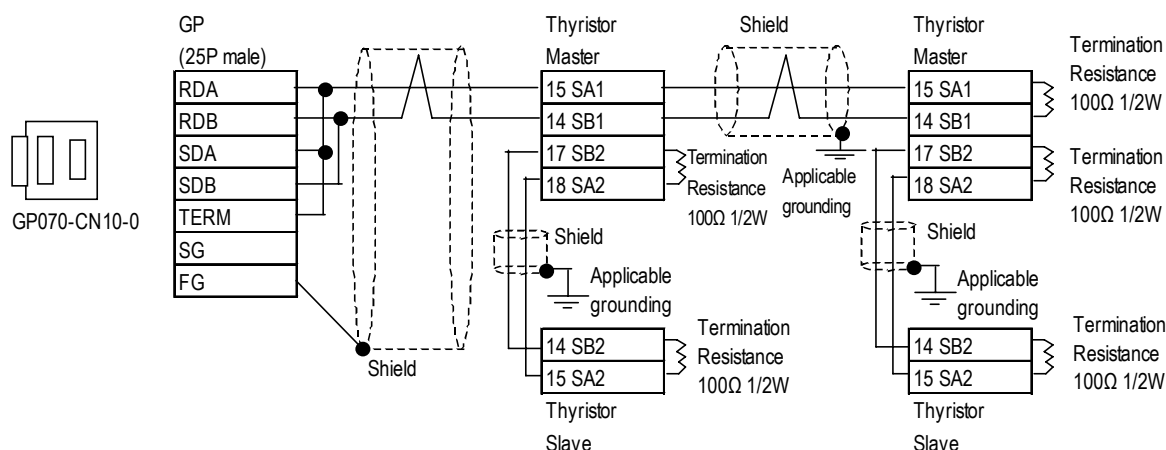 GP
(25P male)
RDA
RDB
SDA
SDB
TERM
SG
FG
GP070-CN10-0
Shield
Thyristor
Master
15 SA1
14 SB1
17 SB2
18 SA2
Termination
Resistance
100Ω 1/2W
Shield
Applicable
grounding
14 SB2
15 SA2
Thyristor
Slave
Termination
Resistance
100Ω 1/2W
Shield
Applicable
grounding
Thyristor
Master
15 SA1
14 SB1
17 SB2
18 SA2
Termination
Resistance
100Ω 1/2W
Termination
Resistance
100Ω 1/2W
Shield
Applicable
grounding
14 SB2
15 SA2
Thyristor
Slave
Termination
Resistance
100Ω 1/2W